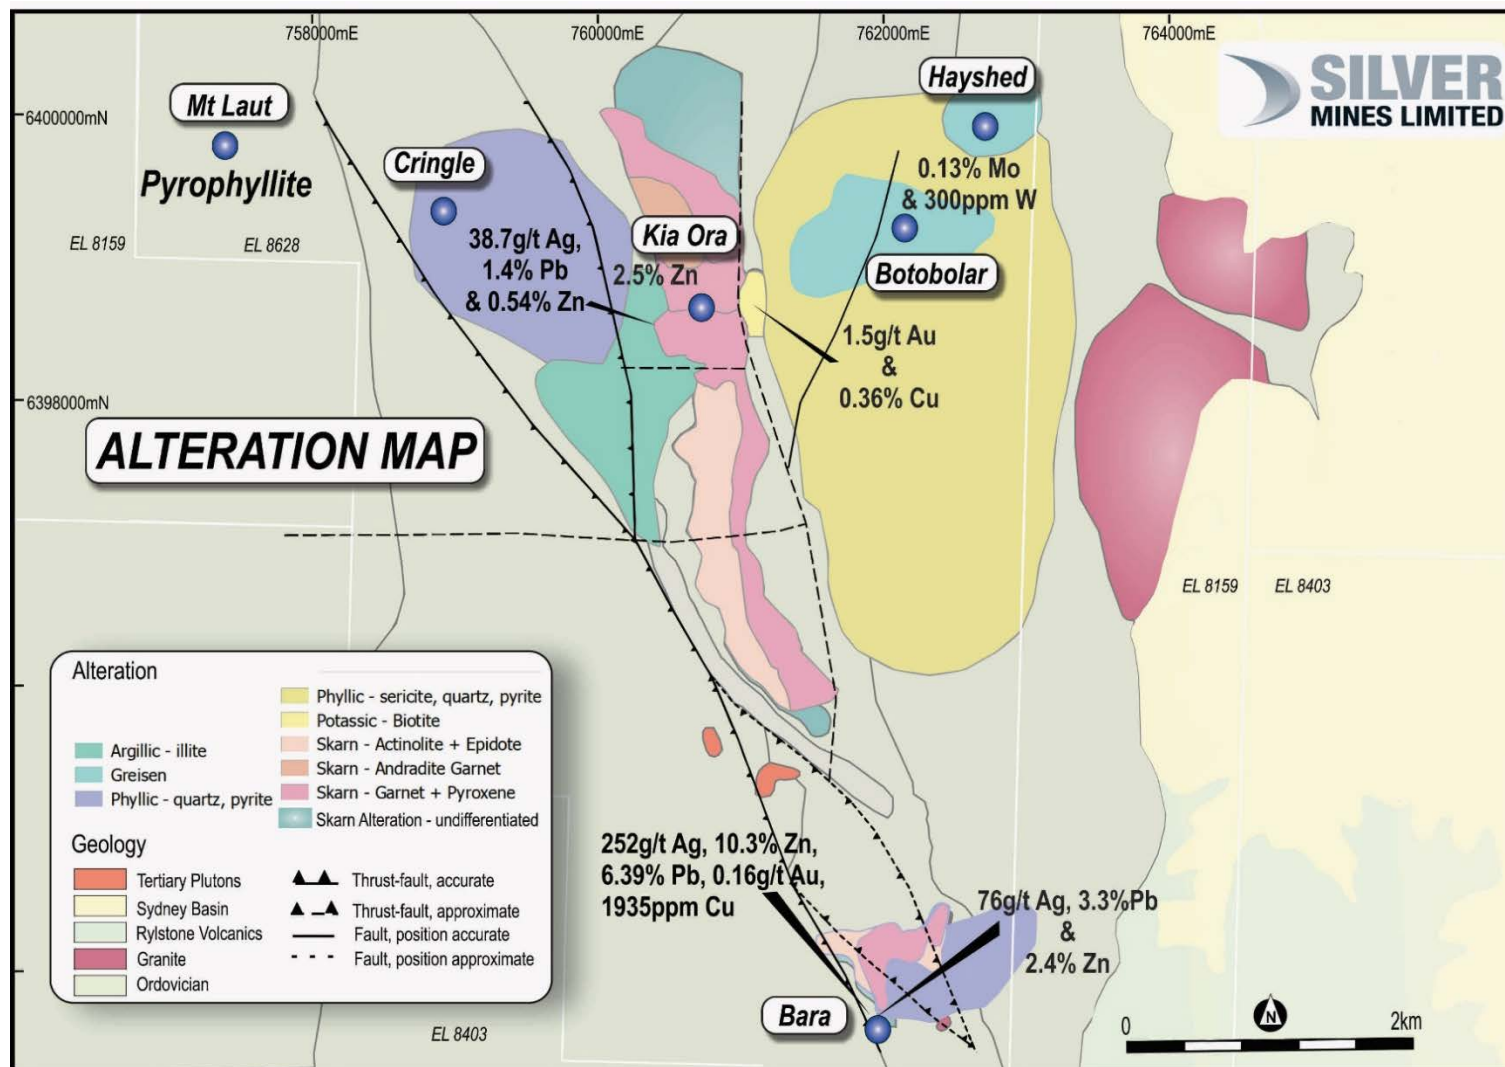 758000mE
760000mE
762000mE
764000mE
6400000mN
6398000mN
SILVER
MINES LIMITED
Mt Laut
Pyrophyllite
EL 8159
EL 8628
Cringle
38.7g/t Ag,
1.4% Pb
& 0.54% Zn
Kia Ora
2.5% Zn
Hayshed
0.13% Mo
& 300ppm W
Botobolar
1.5g/t Au
&
0.36% Cu
ALTERATION MAP
EL 8159
EL 8403
Alteration
Argillic - illite
Greisen
Phyllic - quartz, pyrite
Phyllic - sericite, quartz, pyrite
Potassic - Biotite
Skarn - Actinolite + Epidote
Skarn - Andradite Garnet
Skarn - Garnet + Pyroxene
Skarn Alteration - undifferentiated
Geology
Tertiary Plutons
Sydney Basin
Rylstone Volcanics
Granite
Ordovician
Thrust-fault, accurate
Thrust-fault, approximate
Fault, position accurate
Fault, position approximate
252g/t Ag, 10.3% Zn,
6.39% Pb, 0.16g/t Au,
1935ppm Cu
76g/t Ag, 3.3%Pb
&
2.4% Zn
Bara
EL 8403
N
0
2km